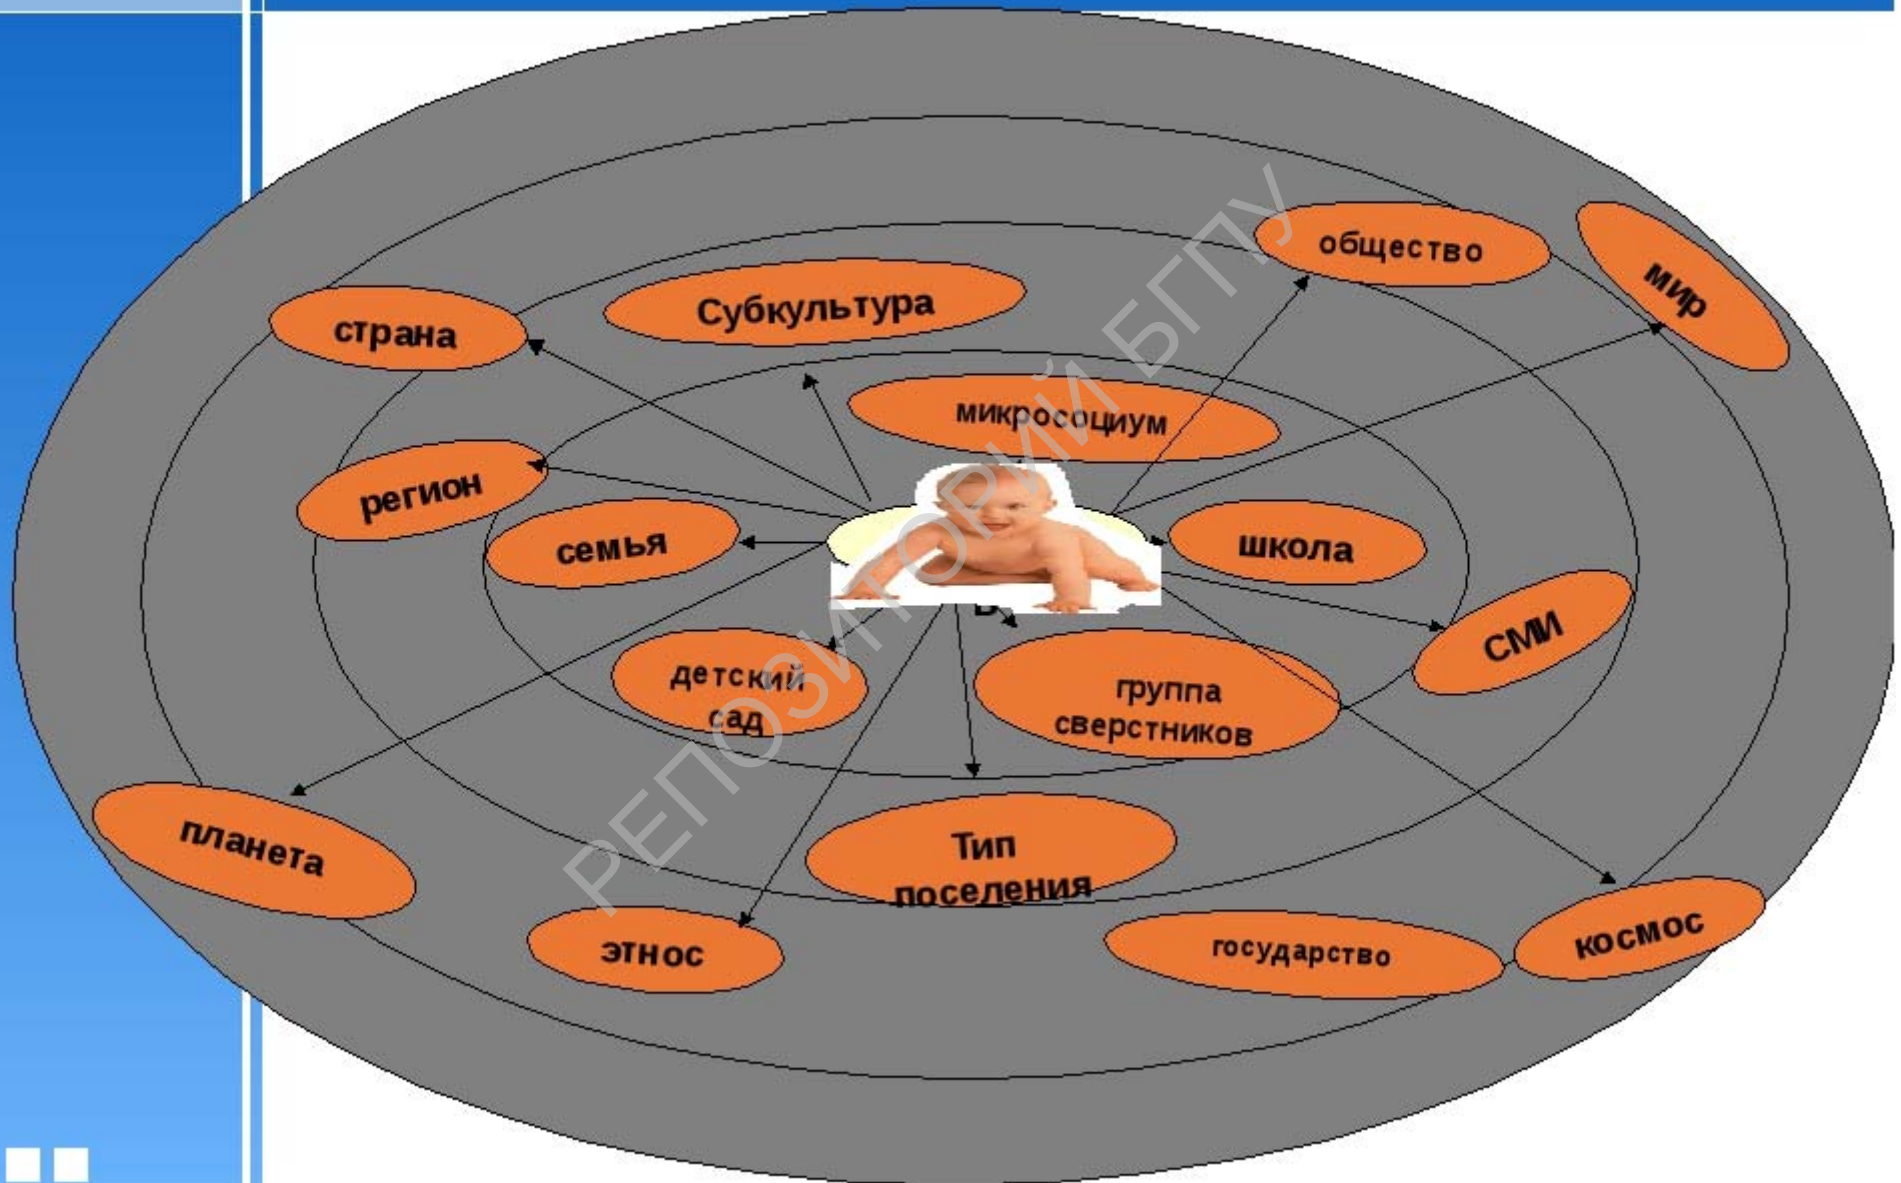 общество
мир
Субкультура
страна
микросоциум
регион
семья
школа
СМИ
детский
сад
группа
сверстников
планета
Тип
поселения
этнос
государство
космос
РЕПОЗИТОРИЙ БГПУ